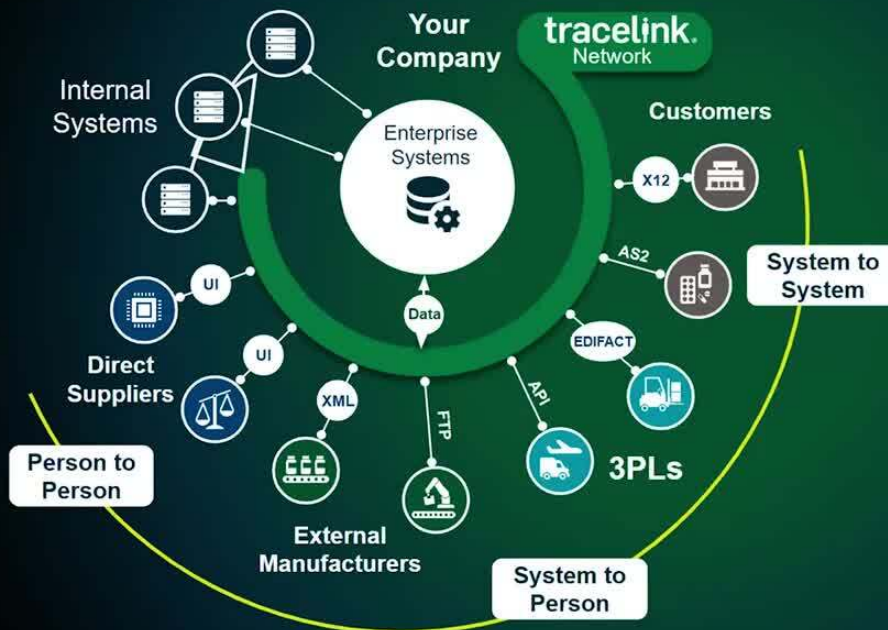 Your
Company
tracelink.
Network
Internal
Systems
Enterprise
Systems
Customers
X12
AS2
System to
System
UI
Data
Direct
Suppliers
UI
EDIFACT
XML
FTP
API
Person to
Person
3PLs
External
Manufacturers
System to
Person